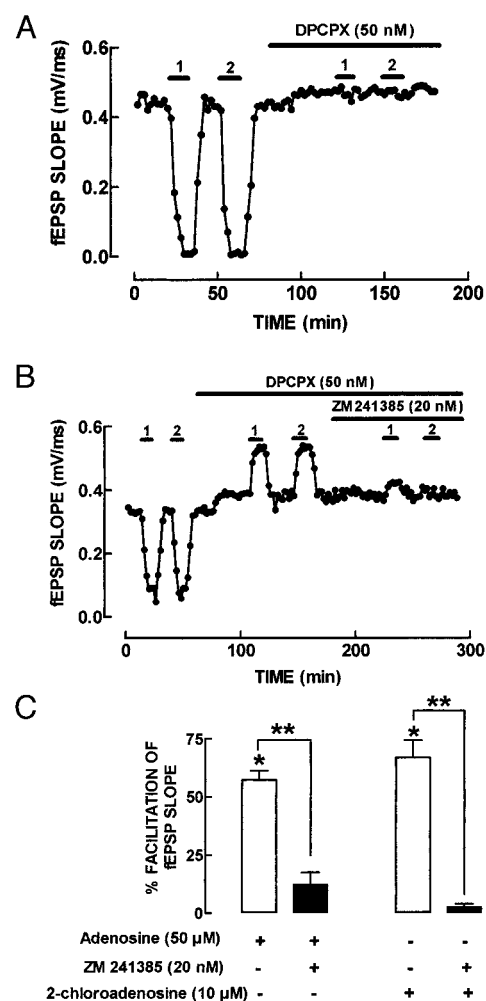 A
DPCPX (50 nM)
1 2 1 2
fEPSP SLOPE (mV/ms)
0.6
0.4
0.2
0.0
0 50 100 150 200
TIME (min)
B
DPCPX (50 nM)
ZM 241385 (20 nM)
1 2 1 2 1 2
fEPSP SLOPE (mV/ms)
0.6
0.4
0.2
0.0
0 100 200 300
TIME (min)
C
% FACILITATION OF
fEPSP SLOPE
75
50
25
0
* ** * **
Adenosine (50 µM) + + - -
ZM 241385 (20 nM) - + - +
2-chloroadenosine (10 µM) - - + +